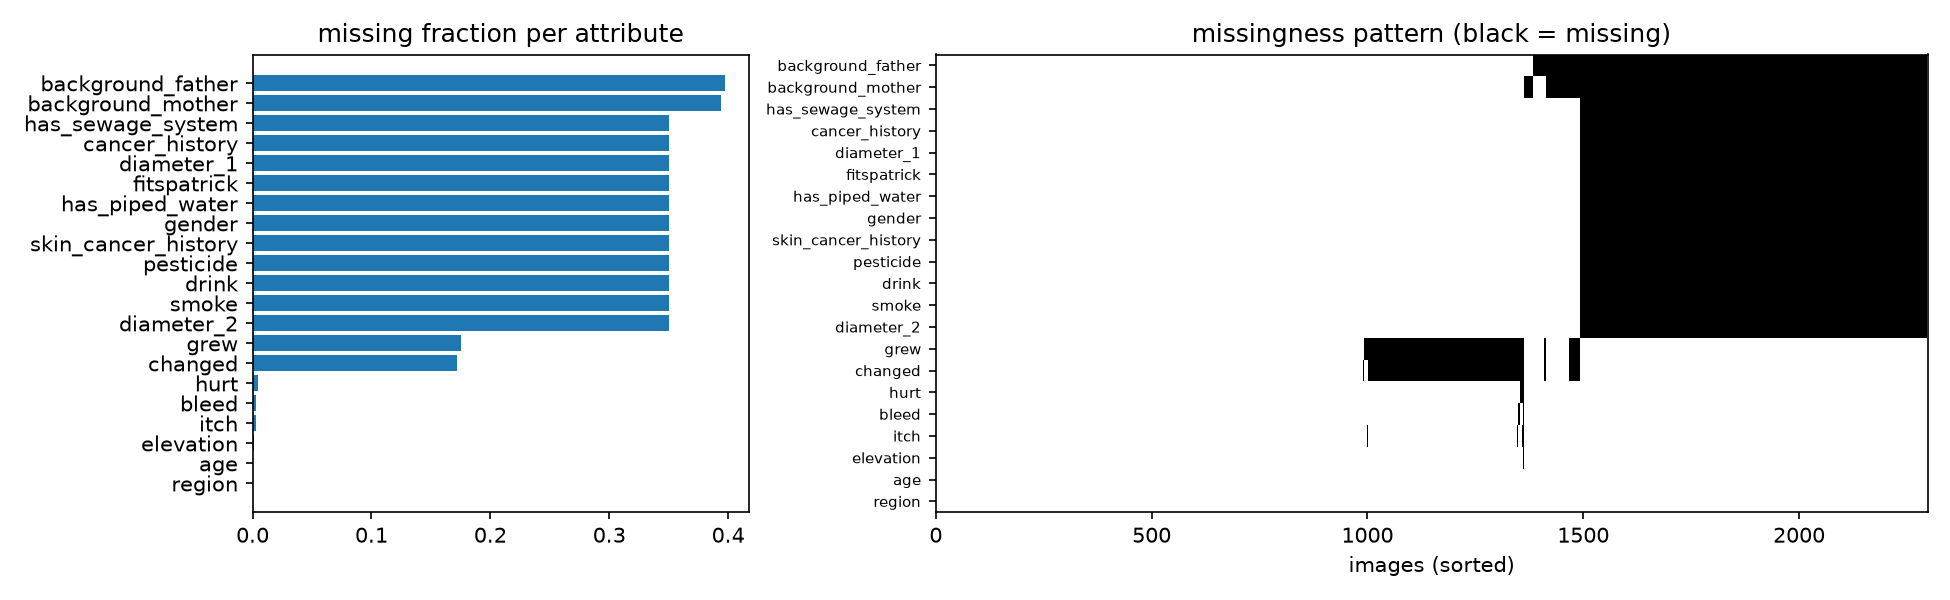 missing fraction per attribute
background_father
background_mother
has_sewage_system
cancer_history
diameter_1
fitspatrick
has_piped_water
gender
skin_cancer_history
pesticide
drink
smoke
diameter_2
grew
changed
hurt
bleed
itch
elevation
age
region
0.0 0.1 0.2 0.3 0.4
missingness pattern (black = missing)
background_father
background_mother
has_sewage_system
cancer_history
diameter_1
fitspatrick
has_piped_water
gender
skin_cancer_history
pesticide
drink
smoke
diameter_2
grew
changed
hurt
bleed
itch
elevation
age
region
0 500 1000 1500 2000
images (sorted)